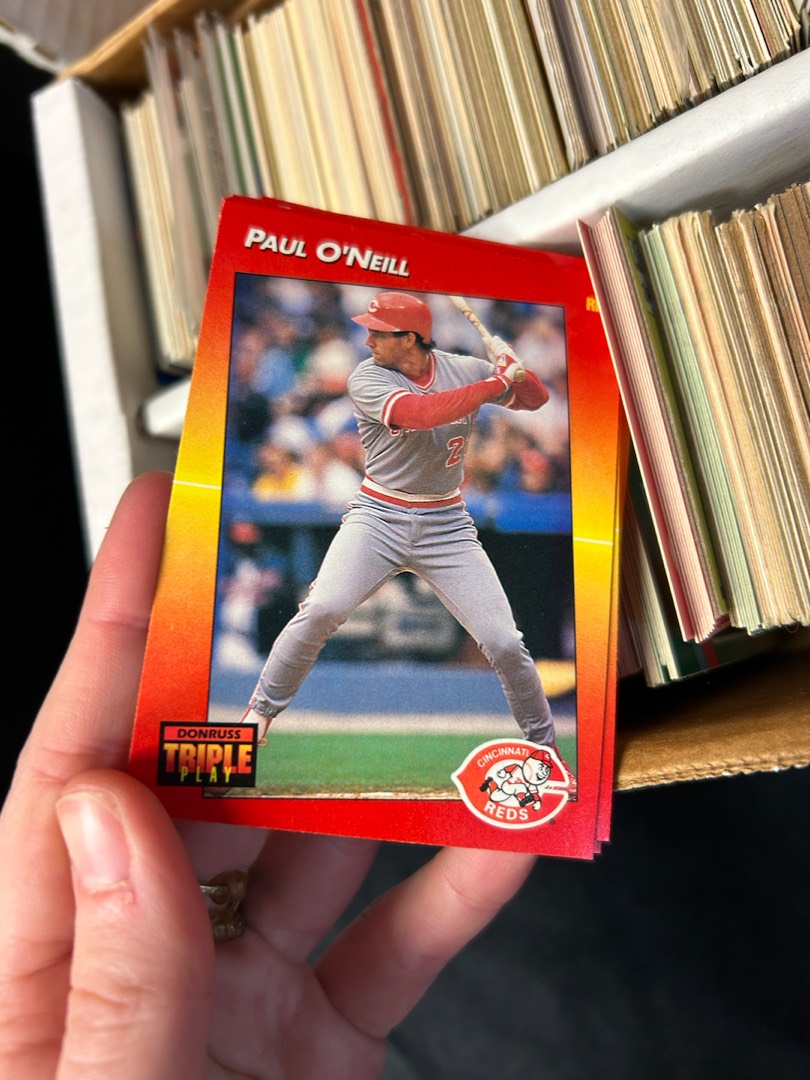 PAUL O'NEILL
DONRUSS
TRIPLE
PLAY
CINCINNATI
REDS